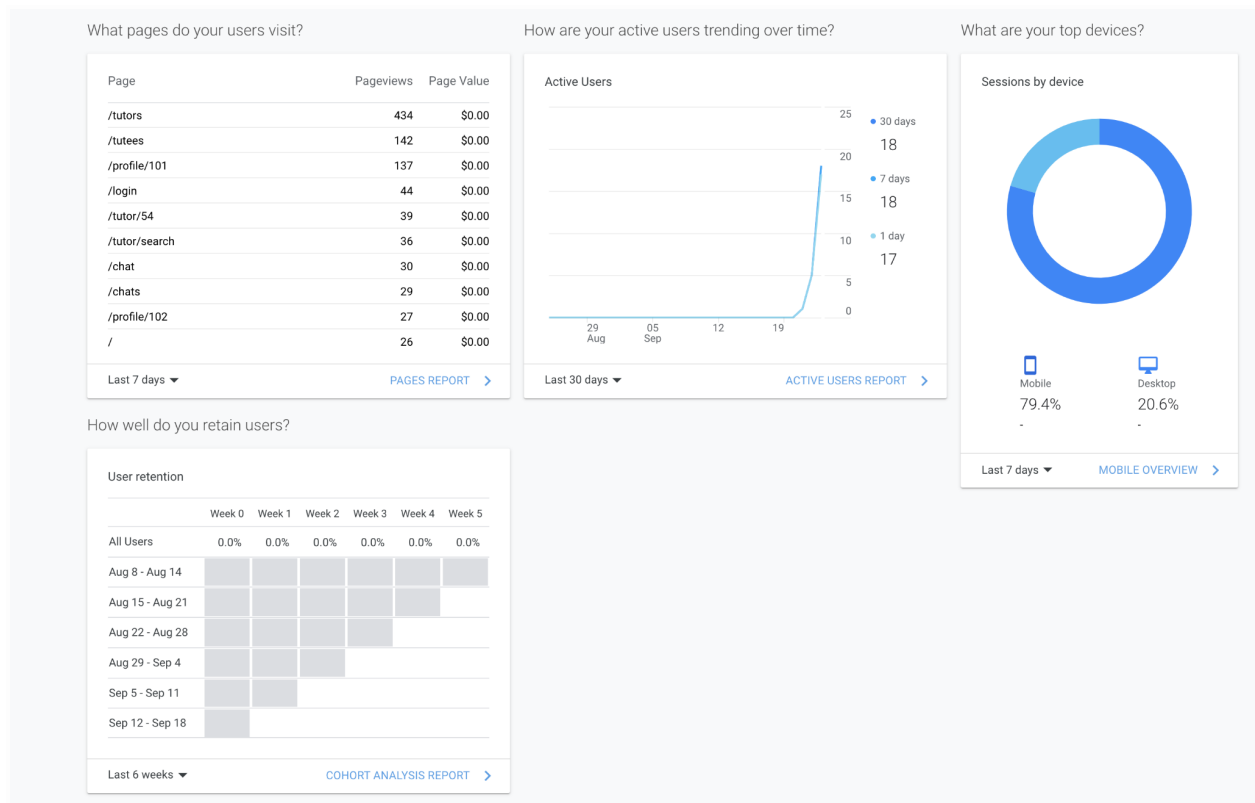 What pages do your users visit?
Page Pageviews Page Value
/tutors 434 $0.00
/tutees 142 $0.00
/profile/101 137 $0.00
/login 44 $0.00
/tutor/54 39 $0.00
/tutor/search 36 $0.00
/chat 30 $0.00
/chats 29 $0.00
/profile/102 27 $0.00
/ 26 $0.00
Last 7 days PAGES REPORT
How are your active users trending over time?
Active Users
25
20
15
10
5
0
29 05 12 19
Aug Sep
30 days
18
7 days
18
1 day
17
Last 30 days ACTIVE USERS REPORT
What are your top devices?
Sessions by device
Mobile Desktop
79.4% 20.6%
- -
Last 7 days MOBILE OVERVIEW
How well do you retain users?
User retention
Week 0 Week 1 Week 2 Week 3 Week 4 Week 5
All Users 0.0% 0.0% 0.0% 0.0% 0.0% 0.0%
Aug 8 - Aug 14
Aug 15 - Aug 21
Aug 22 - Aug 28
Aug 29 - Sep 4
Sep 5 - Sep 11
Sep 12 - Sep 18
Last 6 weeks COHORT ANALYSIS REPORT